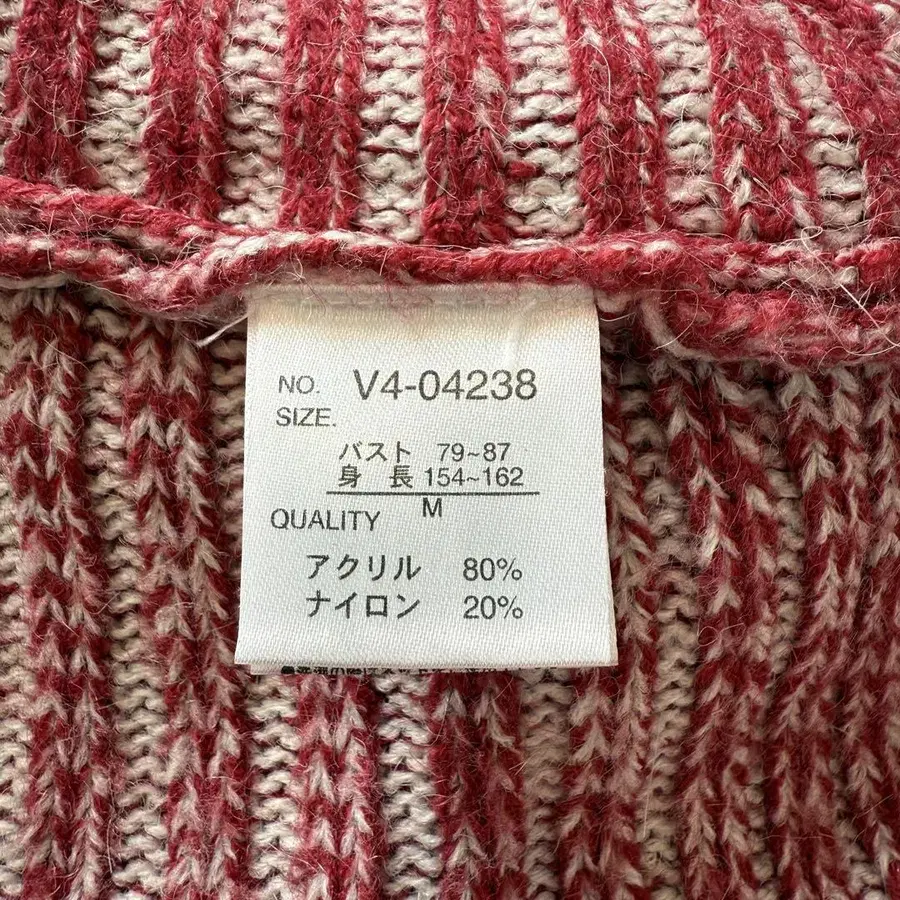 NO. V4-04238
SIZE.
バスト 79~87
身 長 154~162
M
QUALITY
アクリル 80%
ナイロン 20%